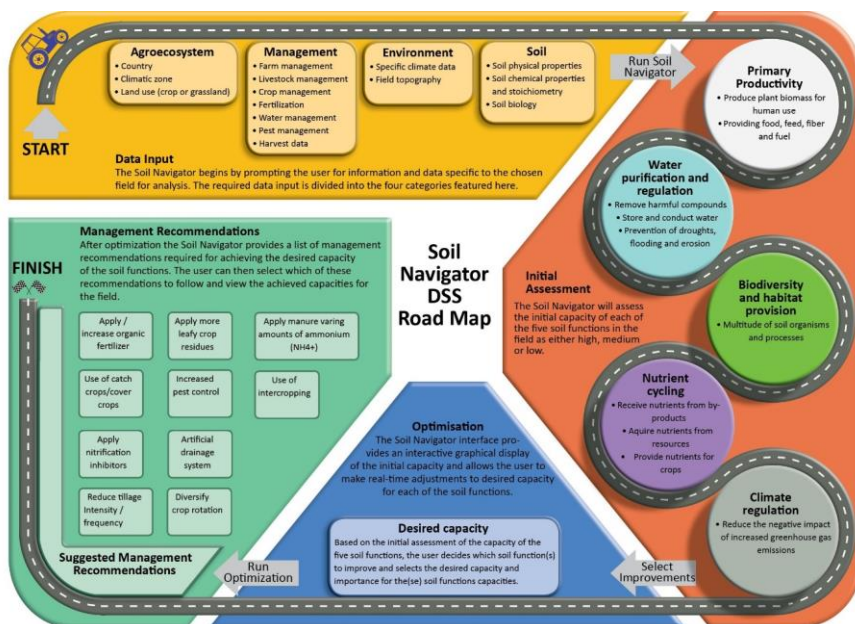 START
Agroecosystem
• Country
• Climatic zone
• Land use (crop or grassland)
Management
• Farm management
• Livestock management
• Crop management
• Fertilization
• Water management
• Pest management
• Harvest data
Environment
• Specific climate data
• Field topography
Soil
• Soil physical properties
• Soil chemical properties
and stoichiometry
• Soil biology
Data Input
The Soil Navigator begins by prompting the user for information and data specific to the chosen
field for analysis. The required data input is divided into the four categories featured here.
Run Soil
Navigator
Primary
Productivity
• Produce plant biomass for
human use
• Providing food, feed, fiber
and fuel
Water
purification and
regulation
• Remove harmful compounds
• Store and conduct water
• Prevention of droughts,
flooding and erosion
Biodiversity
and habitat
provision
• Multitude of soil organisms
and processes
Nutrient
cycling
• Receive nutrients from by-
products
• Aquire nutrients from
resources
• Provide nutrients for
crops
Climate
regulation
• Reduce the negative impact
of increased greenhouse gas
emissions
Initial
Assessment
The Soil Navigator will assess
the initial capacity of each of
the five soil functions in the
field as either high, medium
or low.
Soil
Navigator
DSS
Road Map
Select
Improvements
Optimisation
The Soil Navigator interface pro-
vides an interactive graphical display
of the initial capacity and allows the user to
make real-time adjustments to desired capacity
for each of the soil functions.
Desired capacity
Based on the initial assessment of the capacity of the
five soil functions, the user decides which soil function(s)
to improve and selects the desired capacity and
importance for the(se) soil functions capacities.
Run
Optimization
Management Recommendations
After optimization the Soil Navigator provides a list of management
recommendations required for achieving the desired capacity
of the soil functions. The user can then select which of these
recommendations to follow and view the achieved capacities for
the field.
FINISH
Apply /
increase organic
fertilizer
Apply more
leafy crop
residues
Apply manure varing
amounts of ammonium
(NH4+)
Use of catch
crops/cover
crops
Increased
pest control
Use of
intercropping
Apply
nitrification
inhibitors
Artificial
drainage
system
Reduce tillage
Intensity /
frequency
Diversify
crop rotation
Suggested Management
Recommendations